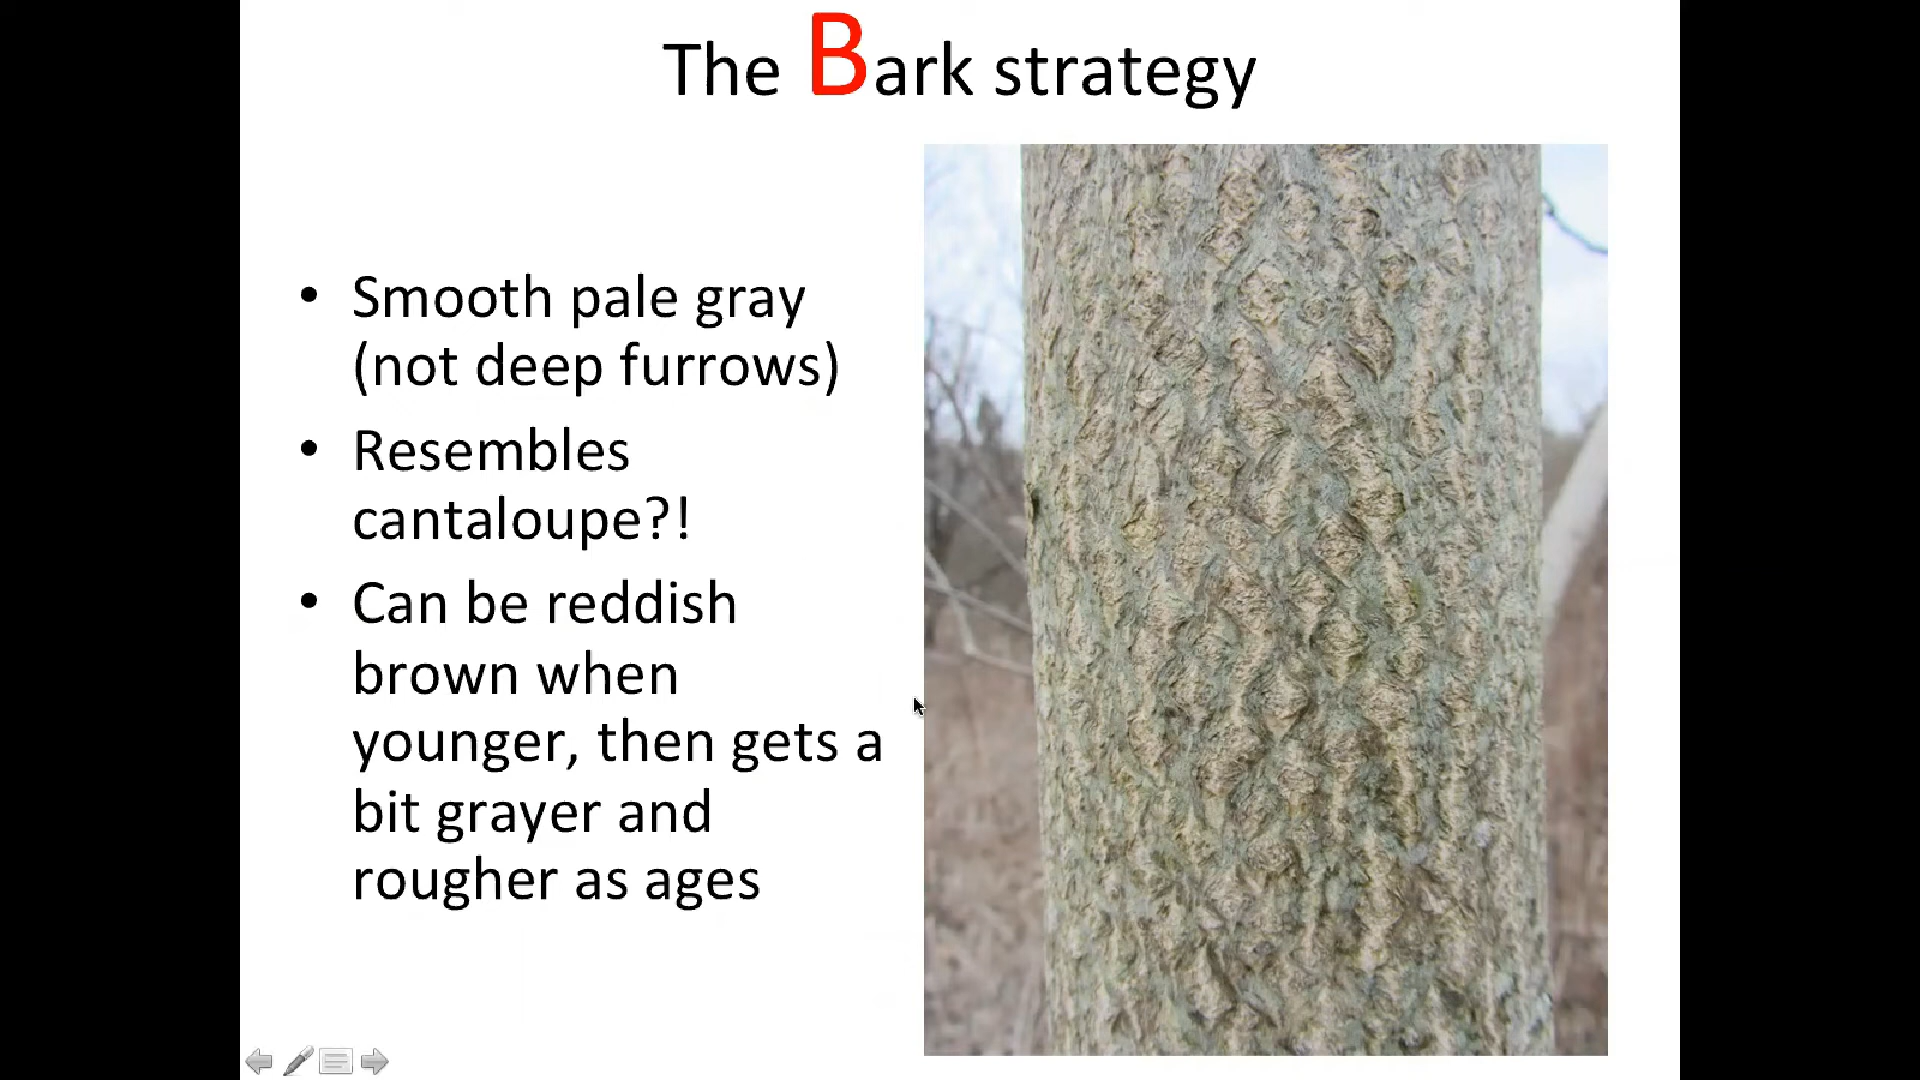 The Bark strategy
• Smooth pale gray
(not deep furrows)
• Resembles
cantaloupe?!
• Can be reddish
brown when
younger, then gets a
bit grayer and
rougher as ages